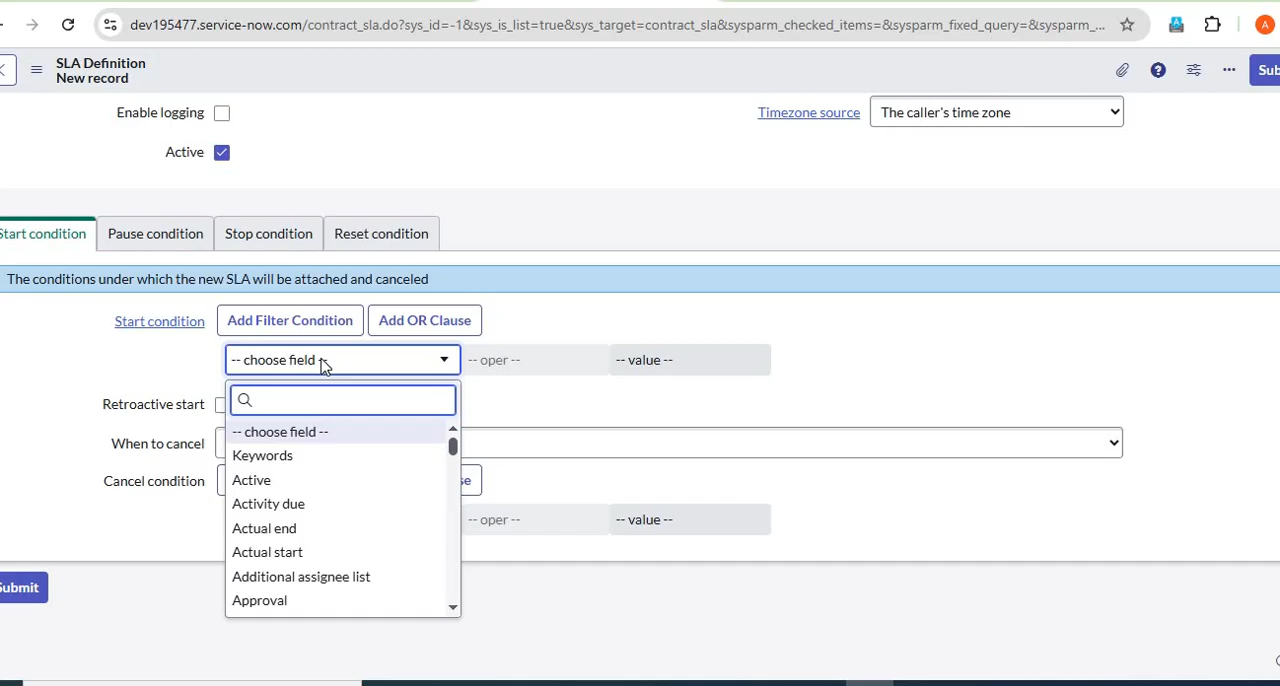 dev195477.service-now.com/contract_sla.do?sys_id=-1&sys_is_list=true&sys_target=contract_sla&sysparm_checked_items=&sysparm_fixed_query=&sysparm_...
A
SLA Definition
New record
Sub
Enable logging
Timezone source
The caller's time zone
Active
Start condition
Pause condition
Stop condition
Reset condition
The conditions under which the new SLA will be attached and canceled
Start condition
Add Filter Condition
Add OR Clause
-- choose field --
-- oper --
-- value --
Retroactive start
-- choose field --
When to cancel
Keywords
Cancel condition
se
Active
Activity due
-- oper --
-- value --
Actual end
Actual start
Additional assignee list
Submit
Approval